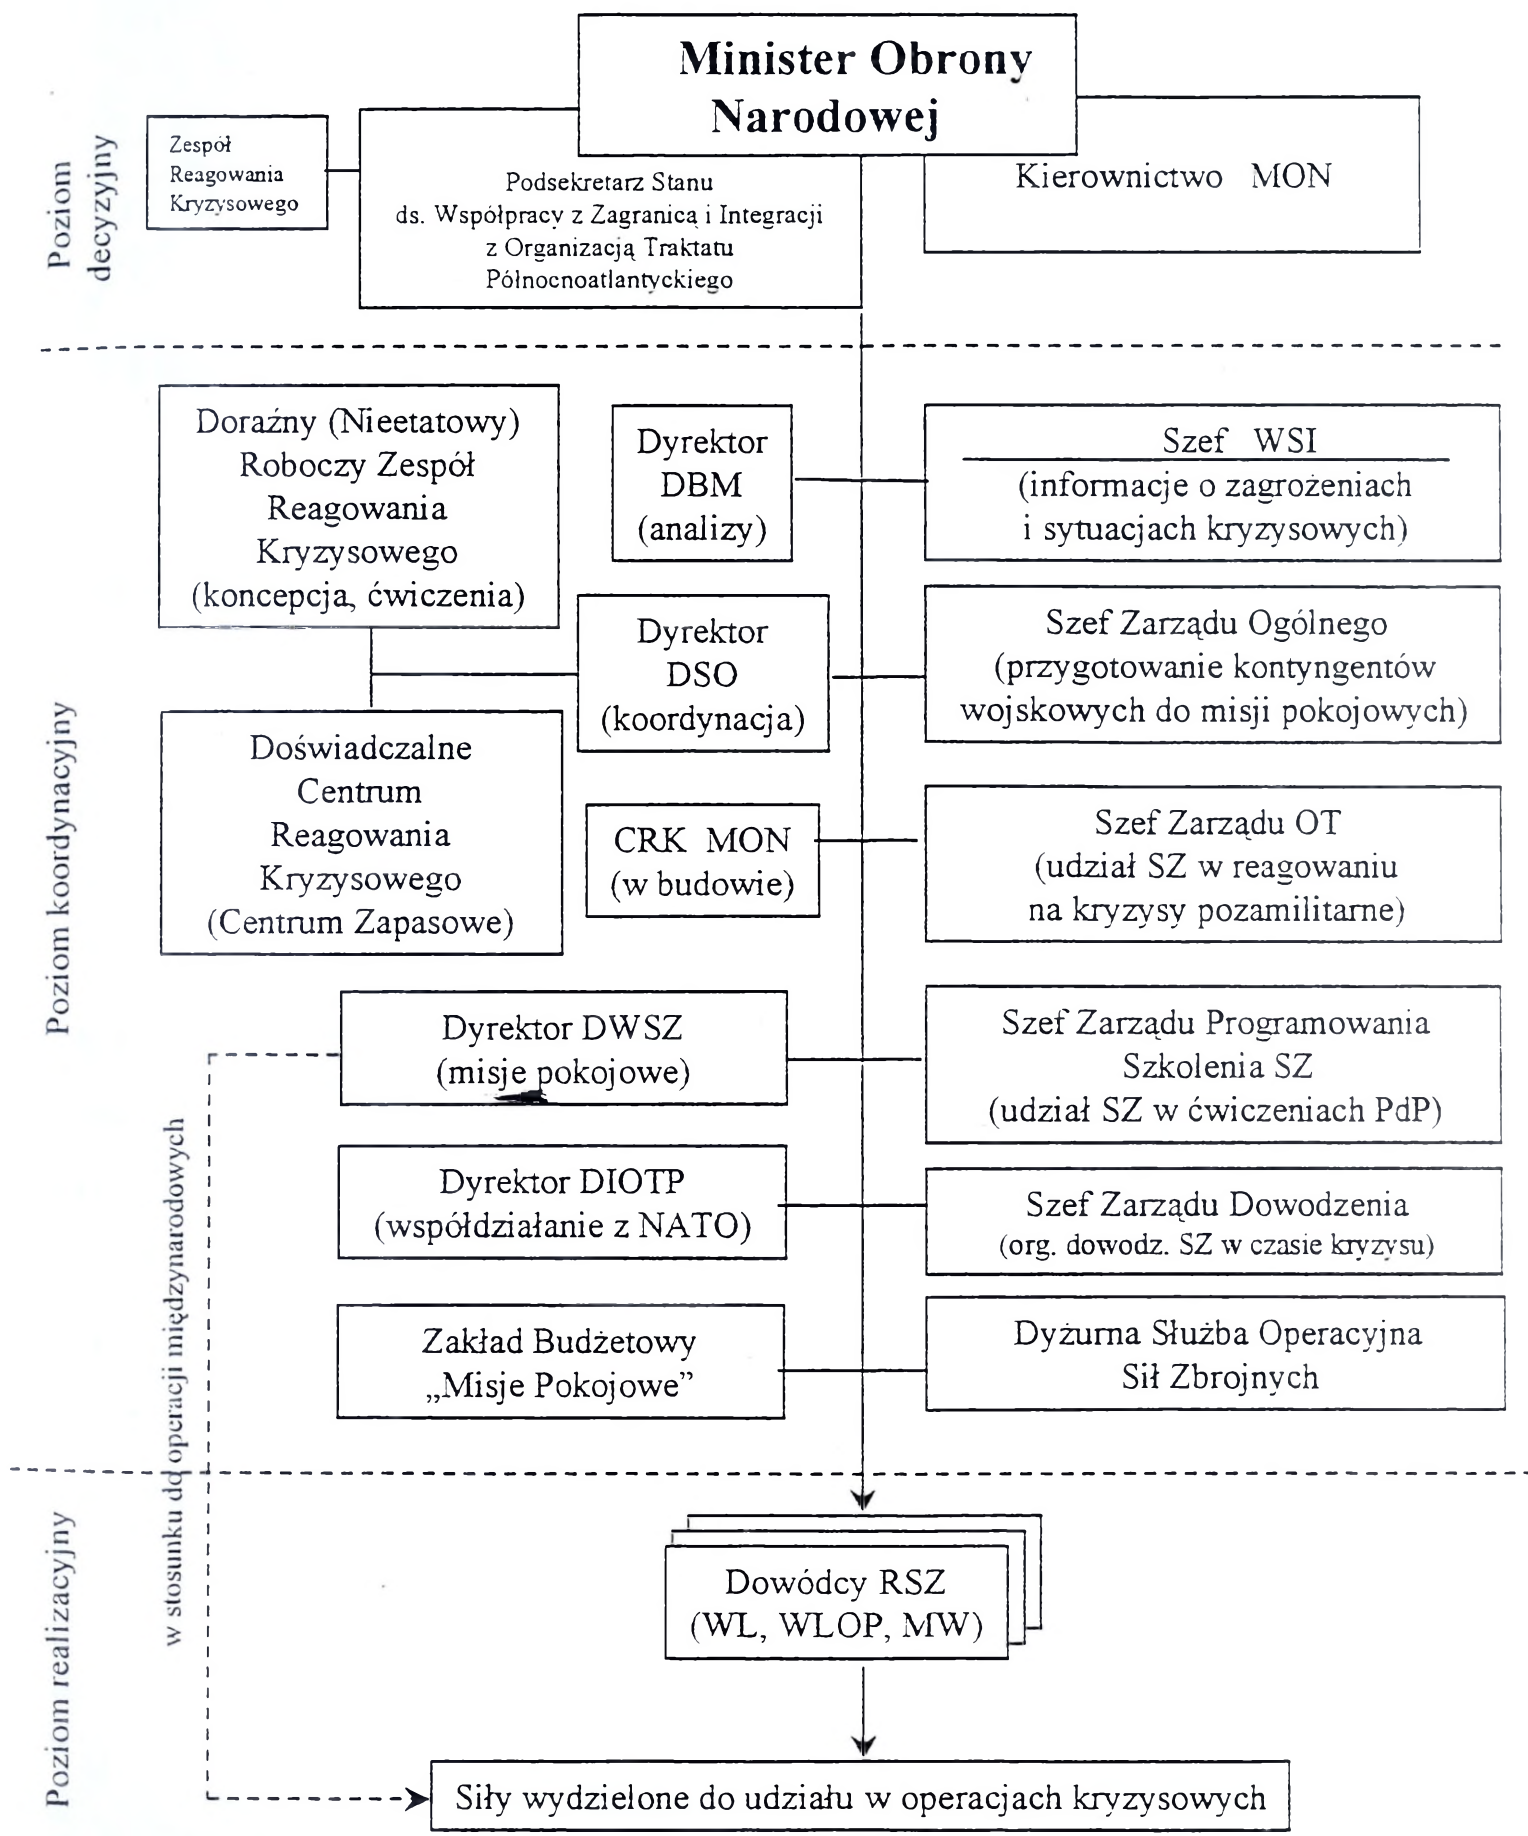 Minister Obrony
Narodowej
Poziom
decyzyjny
Zespół
Reagowania
Kryzysowego
Podsekretarz Stanu
ds. Współpracy z Zagranicą i Integracji
z Organizacją Traktatu
Północnoatlantyckiego
Kierownictwo MON
Poziom koordynacyjny
Doraźny (Nieetatowy)
Roboczy Zespół
Reagowania
Kryzysowego
(koncepcja, ćwiczenia)
Dyrektor
DBM
(analizy)
Szef WSI
(informacje o zagrożeniach
i sytuacjach kryzysowych)
Dyrektor
DSO
(koordynacja)
Szef Zarządu Ogólnego
(przygotowanie kontyngentów
wojskowych do misji pokojowych)
Doświadczalne
Centrum
Reagowania
Kryzysowego
(Centrum Zapasowe)
CRK MON
(w budowie)
Szef Zarządu OT
(udział SZ w reagowaniu
na kryzysy pozamilitarne)
Dyrektor DWSZ
(misje pokojowe)
Szef Zarządu Programowania
Szkolenia SZ
(udział SZ w ćwiczeniach PdP)
w stosunku do operacji międzynarodowych
Dyrektor DIOTP
(współdziałanie z NATO)
Szef Zarządu Dowodzenia
(org. dowodz. SZ w czasie kryzysu)
Zakład Budżetowy
„Misje Pokojowe”
Dyżurna Służba Operacyjna
Sił Zbrojnych
Poziom realizacyjny
Dowódcy RSZ
(WL, WLOP, MW)
Siły wydzielone do udziału w operacjach kryzysowych